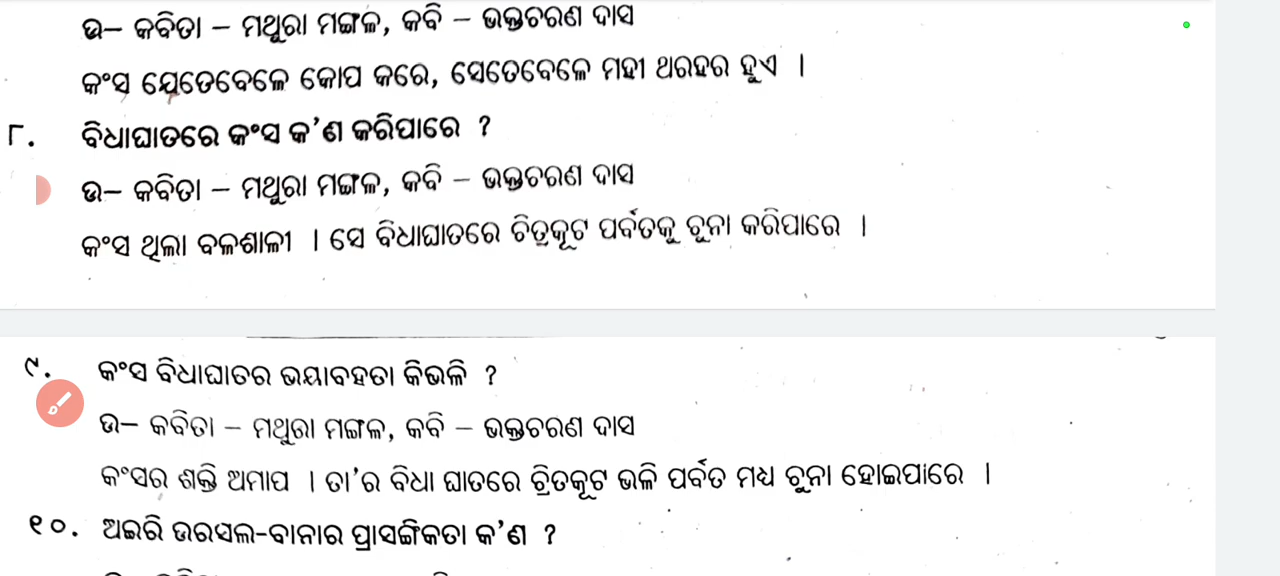 ଉ– କବିତା – ମଥୁରା ମଙ୍ଗଳ, କବି – ଭକ୍ତଚରଣ ଦାସ
କଂସ ଯେତେବେଳେ କୋପ କରେ, ସେତେବେଳେ ମହୀ ଥରହର ହୁଏ ।
୮. ବିଧାଘାତରେ କଂସ କ'ଣ କରିପାରେ ?
ଉ– କବିତା – ମଥୁରା ମଙ୍ଗଳ, କବି – ଭକ୍ତଚରଣ ଦାସ
କଂସ ଥିଲା ବଳଶାଳୀ । ସେ ବିଧାଘାତରେ ଚିତ୍ରକୂଟ ପର୍ବତକୁ ଚୂନା କରିପାରେ ।
୯. କଂସ ବିଧାଘାତର ଭୟାବହତା କିଭଳି ?
ଉ– କବିତା – ମଥୁରା ମଙ୍ଗଳ, କବି – ଭକ୍ତଚରଣ ଦାସ
କଂସର ଶକ୍ତି ଅମାପ । ତା'ର ବିଧା ଘାତରେ ଚ୍ରିତକୂଟ ଭଳି ପର୍ବତ ମଧ୍ୟ ଚୁନା ହୋଇପାରେ ।
୧୦. ଅଇରି ଉରସଲ-ବାନାର ପ୍ରାସଙ୍ଗିକତା କ'ଣ ?